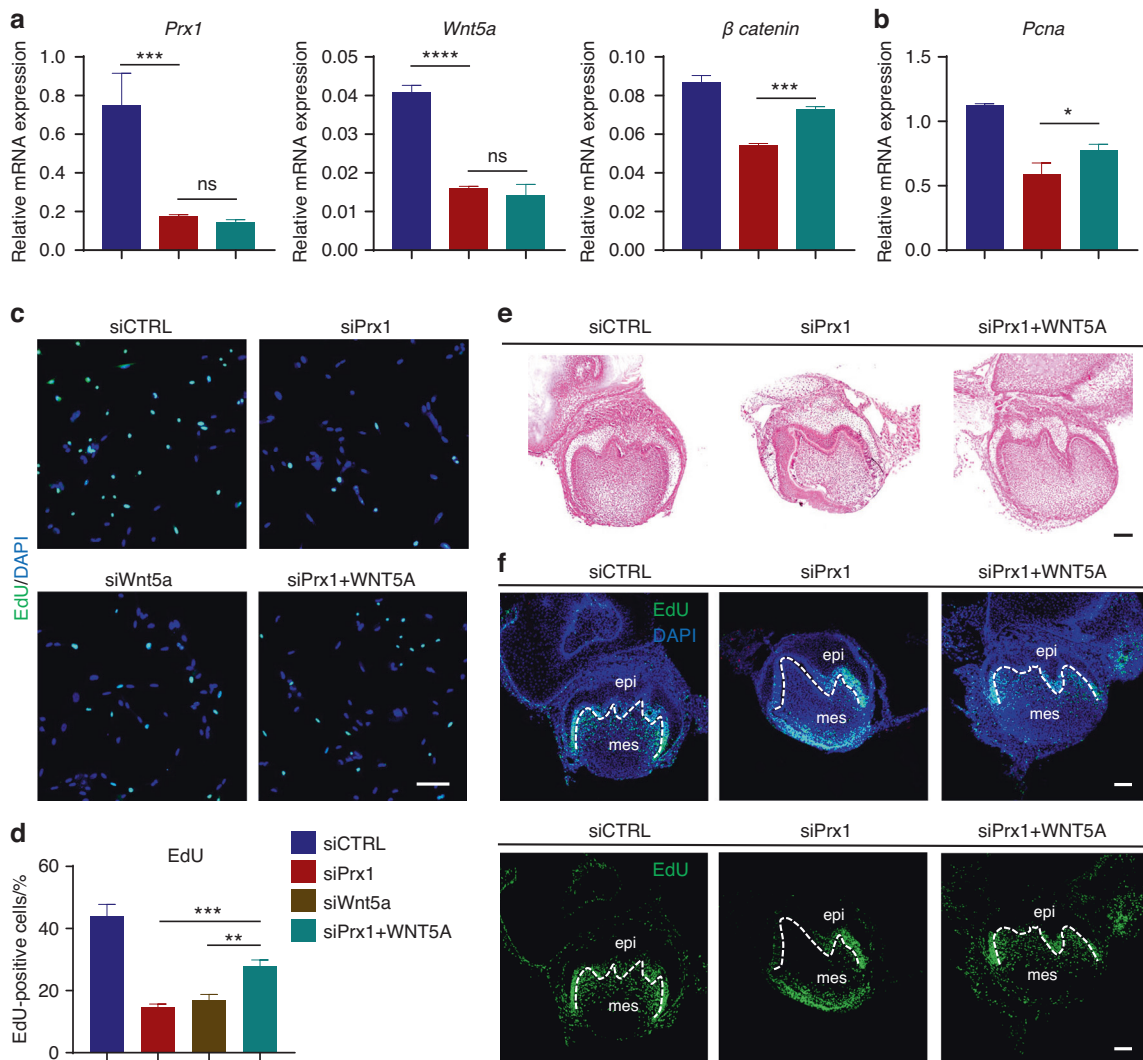 a
Prx1
Relative mRNA expression
1.0
0.8
0.6
0.4
0.2
0.0
***
ns
Wnt5a
Relative mRNA expression
0.05
0.04
0.03
0.02
0.01
0.00
****
ns
β catenin
Relative mRNA expression
0.10
0.08
0.06
0.04
0.02
0.00
***
b
Pcna
Relative mRNA expression
1.5
1.0
0.5
0.0
*
c
siCTRL
siPrx1
siWnt5a
siPrx1+WNT5A
EdU/DAPI
d
EdU
EdU-positive cells/%
60
40
20
0
***
**
siCTRL
siPrx1
siWnt5a
siPrx1+WNT5A
e
siCTRL
siPrx1
siPrx1+WNT5A
f
siCTRL
siPrx1
siPrx1+WNT5A
EdU
DAPI
epi
mes
epi
mes
epi
mes
siCTRL
siPrx1
siPrx1+WNT5A
EdU
epi
mes
epi
mes
epi
mes